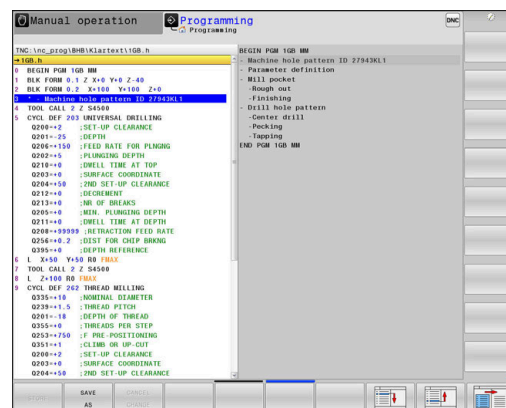 Manual operation
Programming
Programming
DNC
TNC:\nc_prog\BHB\Klartext\1GB.h
→1GB.h
0 BEGIN PGM 1GB MM
1 BLK FORM 0.1 Z X+0 Y+0 Z-40
2 BLK FORM 0.2 X+100 Y+100 Z+0
3 * - Machine hole pattern ID 27943KL1
4 TOOL CALL 2 Z S4500
5 CYCL DEF 203 UNIVERSAL DRILLING
Q200=+2 ;SET-UP CLEARANCE
Q201=-25 ;DEPTH
Q206=+150 ;FEED RATE FOR PLNGNG
Q202=+5 ;PLUNGING DEPTH
Q210=+0 ;DWELL TIME AT TOP
Q203=+0 ;SURFACE COORDINATE
Q204=+50 ;2ND SET-UP CLEARANCE
Q212=+0 ;DECREMENT
Q213=+0 ;NR OF BREAKS
Q205=+0 ;MIN. PLUNGING DEPTH
Q211=+0 ;DWELL TIME AT DEPTH
Q208=+99999 ;RETRACTION FEED RATE
Q256=+0.2 ;DIST FOR CHIP BRKNG
Q395=+0 ;DEPTH REFERENCE
6 L X+50 Y+50 R0 FMAX
7 TOOL CALL 2 Z S4500
8 L Z+100 R0 FMAX
9 CYCL DEF 262 THREAD MILLING
Q335=+10 ;NOMINAL DIAMETER
Q239=+1.5 ;THREAD PITCH
Q201=-18 ;DEPTH OF THREAD
Q355=+0 ;THREADS PER STEP
Q253=+750 ;F PRE-POSITIONING
Q351=+1 ;CLIMB OR UP-CUT
Q200=+2 ;SET-UP CLEARANCE
Q203=+0 ;SURFACE COORDINATE
Q204=+50 ;2ND SET-UP CLEARANCE
BEGIN PGM 1GB MM
- Machine hole pattern ID 27943KL1
- Parameter definition
- Mill pocket
-Rough out
-Finishing
- Drill hole pattern
-Center drill
-Pecking
-Tapping
END PGM 1GB MM
STORE
SAVE
AS
CANCEL
CHANGE